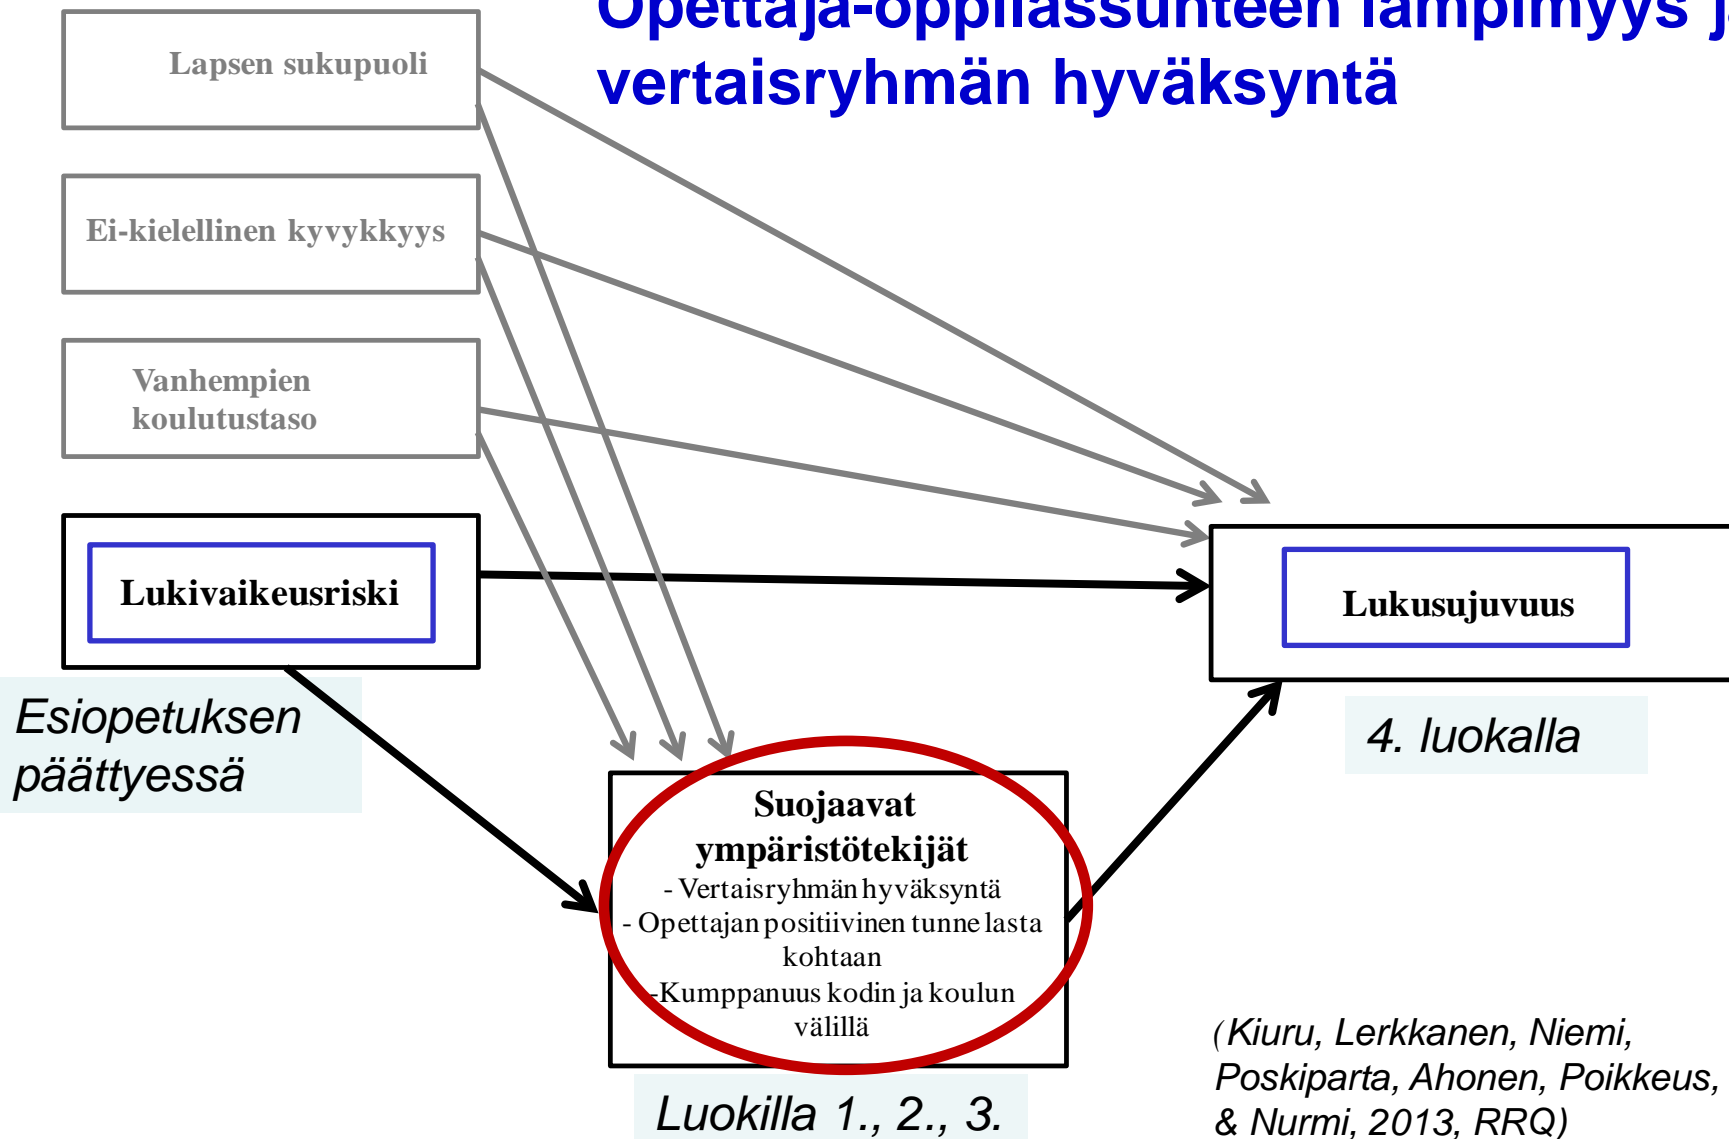 Opettaja-oppilassuhteen lämpimyys ja
vertaisryhmän hyväksyntä
Lapsen sukupuoli
Ei-kielellinen kyvykkyys
Vanhempien
koulutustaso
Lukivaikeusriski
Lukusujuvuus
Esiopetuksen
päättyessä
4. luokalla
Suojaavat
ympäristötekijät
- Vertaisryhmän hyväksyntä
- Opettajan positiivinen tunne lasta
kohtaan
-Kumppanuus kodin ja koulun
välillä
Luokilla 1., 2., 3.
(Kiuru, Lerkkanen, Niemi,
Poskiparta, Ahonen, Poikkeus,
& Nurmi, 2013, RRQ)